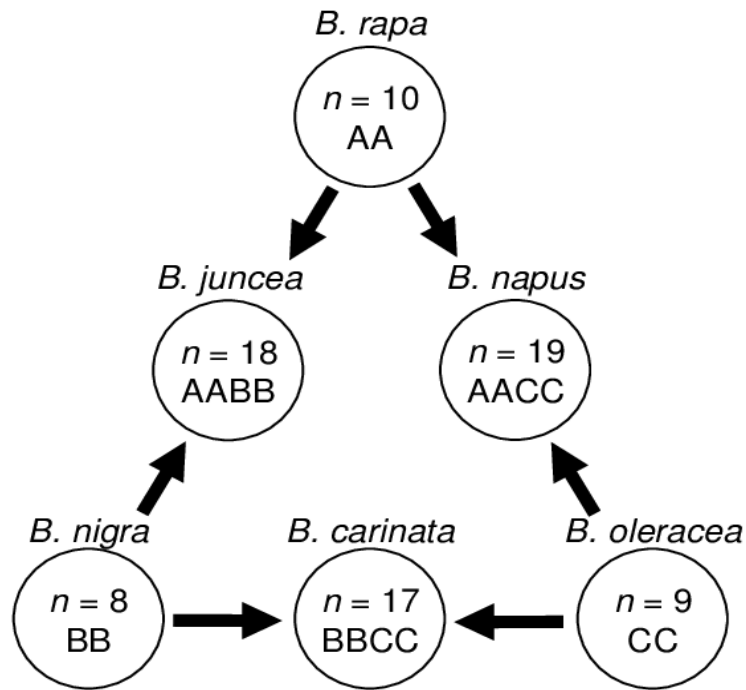 B. rapa
n = 10
AA
B. juncea
B. napus
n = 18
AABB
n = 19
AACC
B. nigra
B. carinata
B. oleracea
n = 8
BB
n = 17
BBCC
n = 9
CC